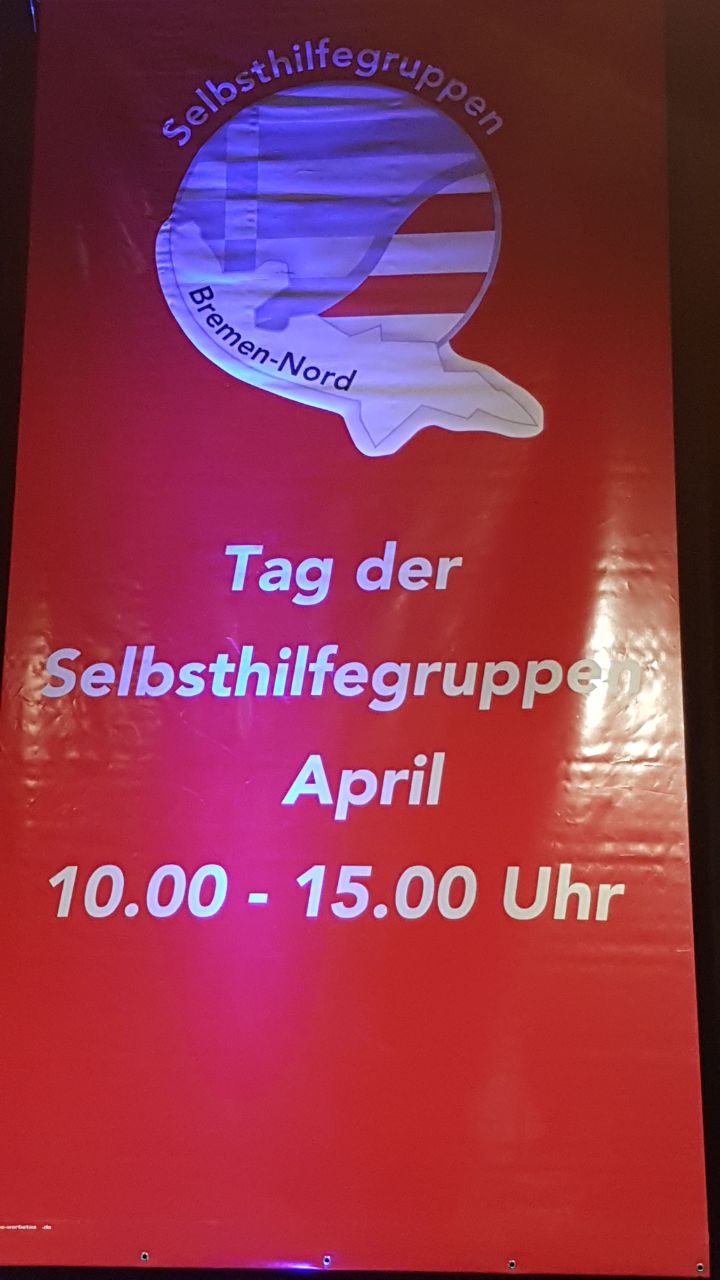 Selbsthilfegruppen
Bremen-Nord
Tag der
Selbsthilfegruppen
April
10.00 - 15.00 Uhr